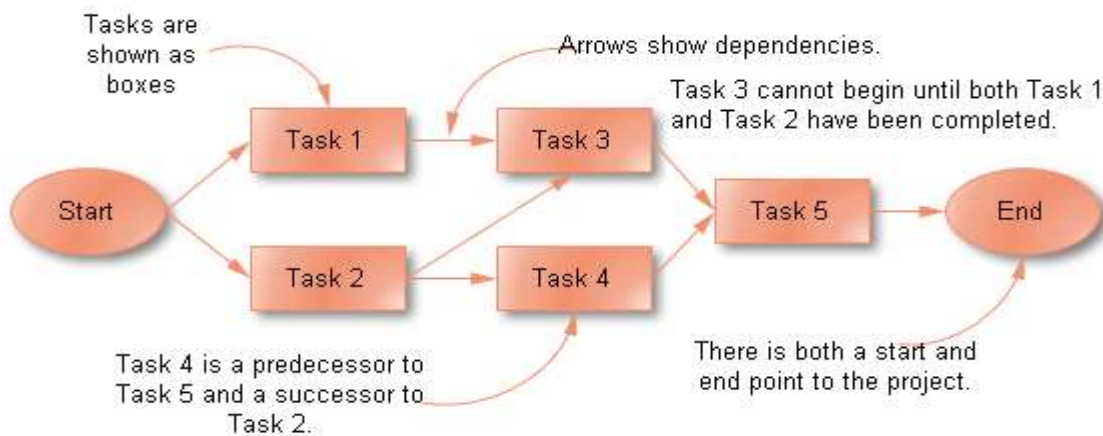 Tasks are
shown as
boxes
Arrows show dependencies.
Task 3 cannot begin until both Task 1
and Task 2 have been completed.
Task 1
Task 3
Start
Task 5
End
Task 2
Task 4
Task 4 is a predecessor to
Task 5 and a successor to
Task 2.
There is both a start and
end point to the project.